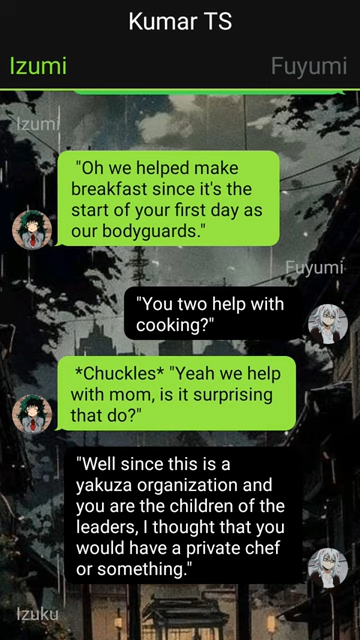 Kumar TS
Izumi
Fuyumi
Izumi
"Oh we helped make
breakfast since it's the
start of your first day as
our bodyguards."
Fuyumi
"You two help with
cooking?"
*Chuckles* "Yeah we help
with mom, is it surprising
that do?"
"Well since this is a
yakuza organization and
you are the children of the
leaders, I thought that you
would have a private chef
or something."
Izuku